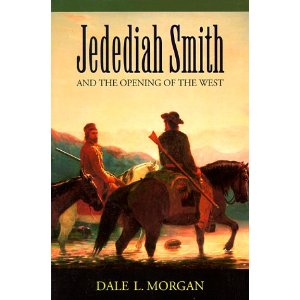 Jedediah Smith
AND THE OPENING OF THE WEST
DALE L. MORGAN